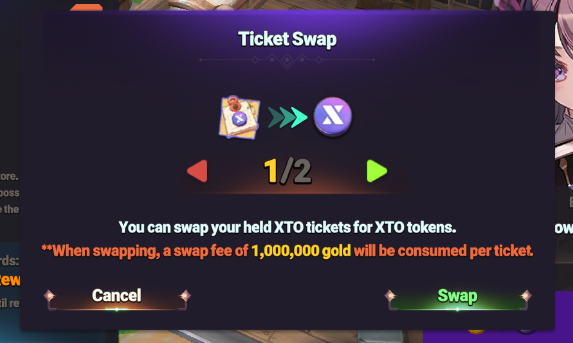 Ticket Swap
1/2
You can swap your held XTO tickets for XTO tokens.
**When swapping, a swap fee of 1,000,000 gold will be consumed per ticket.
Cancel
Swap